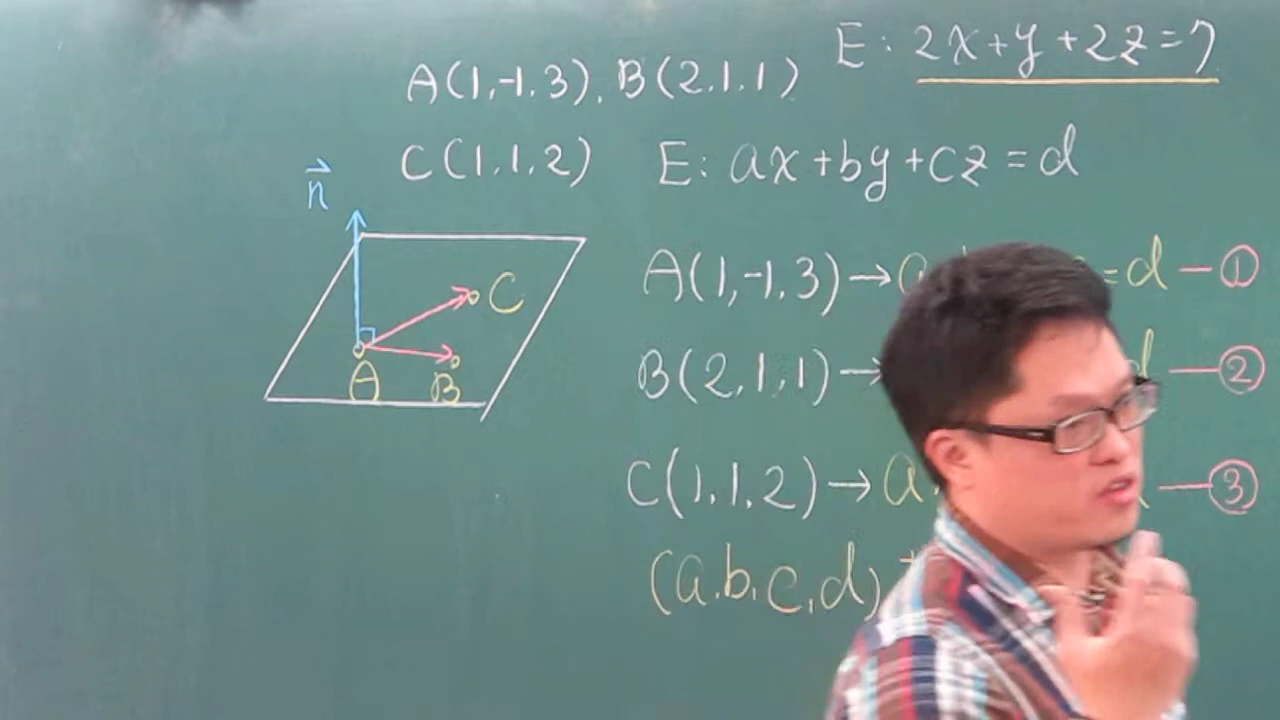 E: 2x+y+2z=7
A(1,-1,3), B(2,1,1)
C(1,1,2)
E: ax+by+cz=d
n⃗
A(1,-1,3)→a =d—①
C
B(2,1,1)→ d—②
A B
C(1,1,2)→a —③
(a,b,c,d)